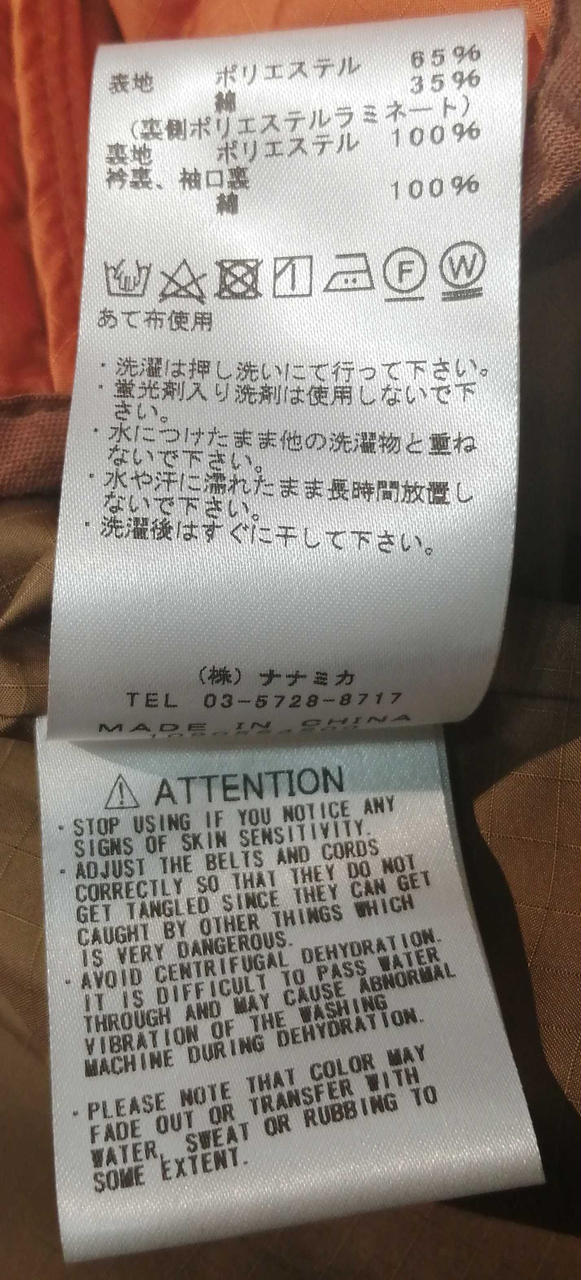 表地 ポリエステル 65%
綿 35%
(裏側ポリエステルラミネート)
裏地 ポリエステル 100%
衿裏、袖口裏
綿 100%
F W
あて布使用
・洗濯は押し洗いにて行って下さい。
・蛍光剤入り洗剤は使用しないで下
さい。
・水につけたまま他の洗濯物と重ね
ないで下さい。
・水や汗に濡れたまま長時間放置し
ないで下さい。
・洗濯後はすぐに干して下さい。
(株) ナナミカ
TEL 03-5728-8717
MADE IN CHINA
ATTENTION
・STOP USING IF YOU NOTICE ANY
SIGNS OF SKIN SENSITIVITY.
・ADJUST THE BELTS AND CORDS
CORRECTLY SO THAT THEY DO NOT
GET TANGLED SINCE THEY CAN GET
CAUGHT BY OTHER THINGS WHICH
IS VERY DANGEROUS.
・AVOID CENTRIFUGAL DEHYDRATION.
IT IS DIFFICULT TO PASS WATER
THROUGH AND MAY CAUSE ABNORMAL
VIBRATION OF THE WASHING
MACHINE DURING DEHYDRATION.
・PLEASE NOTE THAT COLOR MAY
FADE OUT OR TRANSFER WITH
WATER, SWEAT OR RUBBING TO
SOME EXTENT.